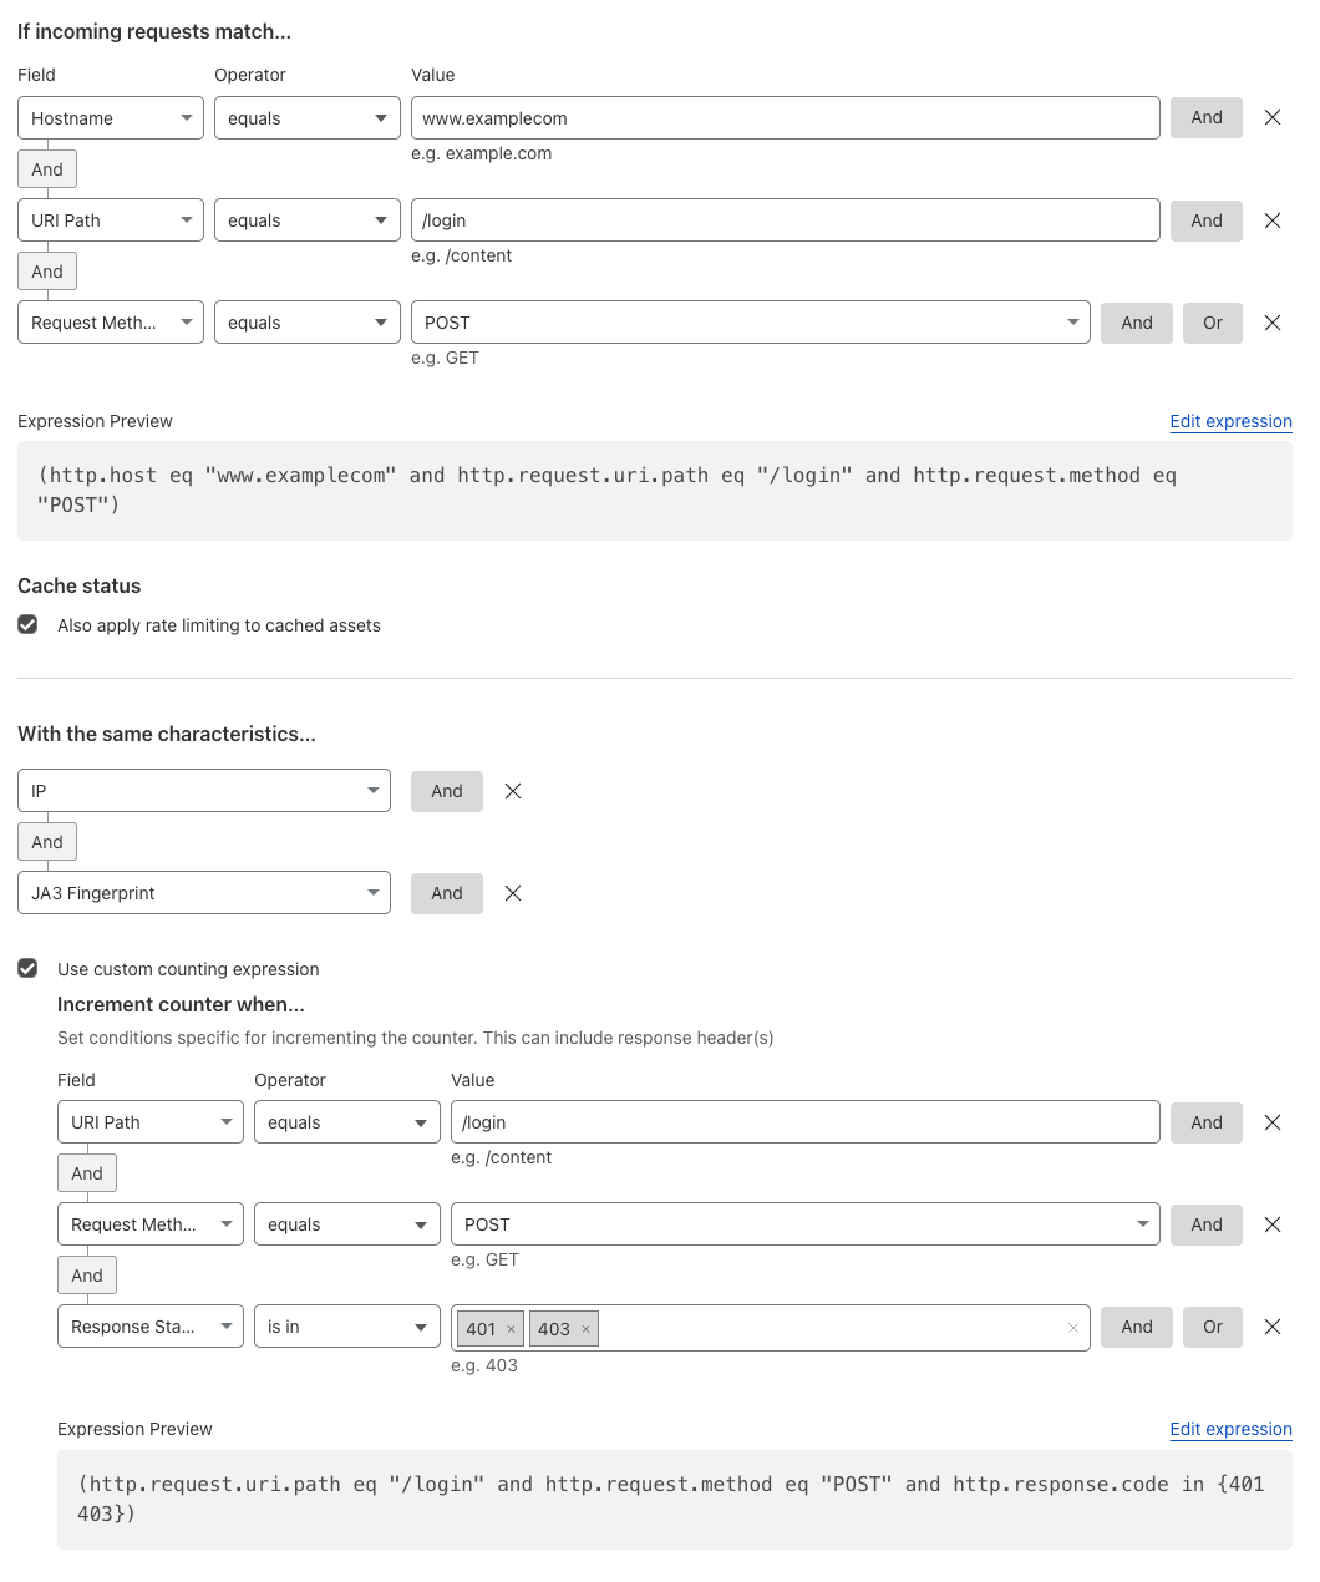 If incoming requests match...
Field Operator Value
Hostname equals www.examplecom And
e.g. example.com
And
URI Path equals /login And
e.g. /content
And
Request Meth... equals POST And Or
e.g. GET
Expression Preview Edit expression
(http.host eq "www.examplecom" and http.request.uri.path eq "/login" and http.request.method eq
"POST")
Cache status
Also apply rate limiting to cached assets
With the same characteristics...
IP And
And
JA3 Fingerprint And
Use custom counting expression
Increment counter when...
Set conditions specific for incrementing the counter. This can include response header(s)
Field Operator Value
URI Path equals /login And
e.g. /content
And
Request Meth... equals POST And
e.g. GET
And
Response Sta... is in 401 × 403 × And Or
e.g. 403
Expression Preview Edit expression
(http.request.uri.path eq "/login" and http.request.method eq "POST" and http.response.code in {401
403})